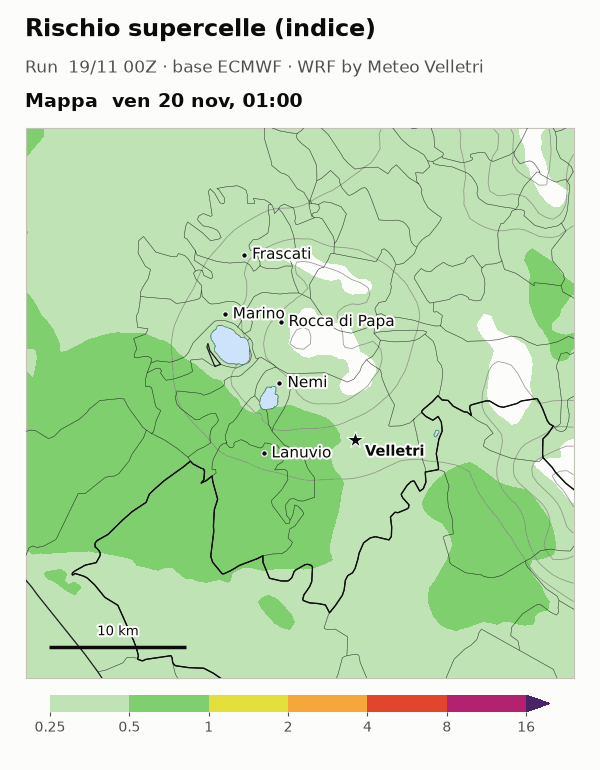 Rischio supercelle (indice)
Run  19/11 00Z · base ECMWF · WRF by Meteo Velletri
Mappa  ven 20 nov, 01:00
Frascati
Marino
Rocca di Papa
Nemi
Velletri
Lanuvio
10 km
0.25 0.5 1 2 4 8 16